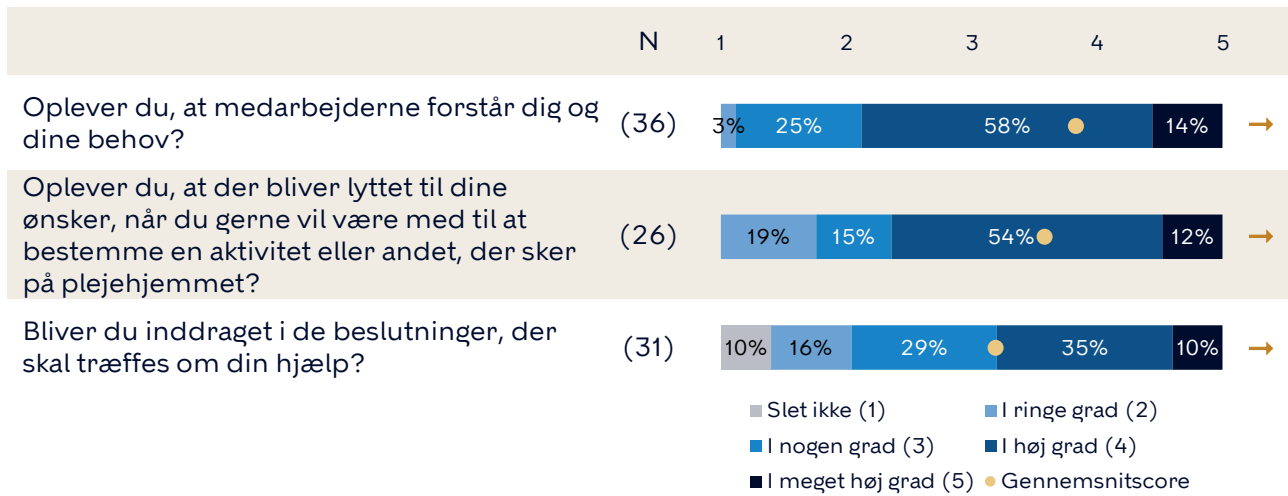 N 1 2 3 4 5
Oplever du, at medarbejderne forstår dig og
dine behov?
(36) 3% 25% 58% 14% →
Oplever du, at der bliver lyttet til dine
ønsker, når du gerne vil være med til at
bestemme en aktivitet eller andet, der sker
på plejehjemmet?
(26) 19% 15% 54% 12% →
Bliver du inddraget i de beslutninger, der
skal træffes om din hjælp?
(31) 10% 16% 29% 35% 10% →
Slet ikke (1) I ringe grad (2)
I nogen grad (3) I høj grad (4)
I meget høj grad (5) Gennemsnitscore